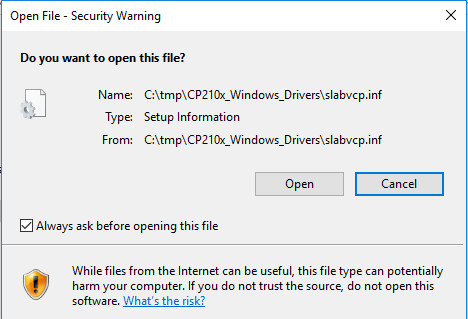 Open File - Security Warning
Do you want to open this file?
Name: C:\tmp\CP210x_Windows_Drivers\slabvcp.inf
Type: Setup Information
From: C:\tmp\CP210x_Windows_Drivers\slabvcp.inf
Open Cancel
Always ask before opening this file
While files from the Internet can be useful, this file type can potentially
harm your computer. If you do not trust the source, do not open this
software. What's the risk?